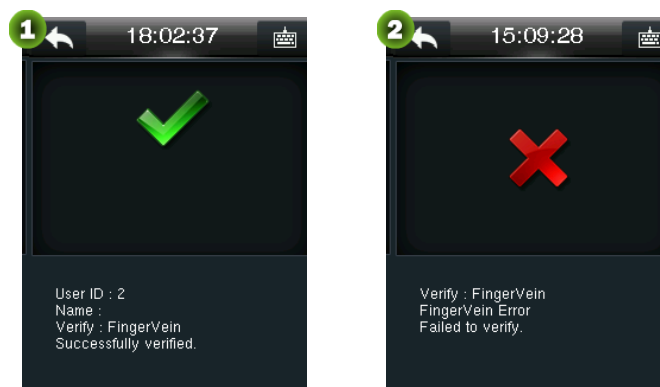 1
18:02:37
User ID : 2
Name :
Verify : FingerVein
Successfully verified.
2
15:09:28
Verify : FingerVein
FingerVein Error
Failed to verify.